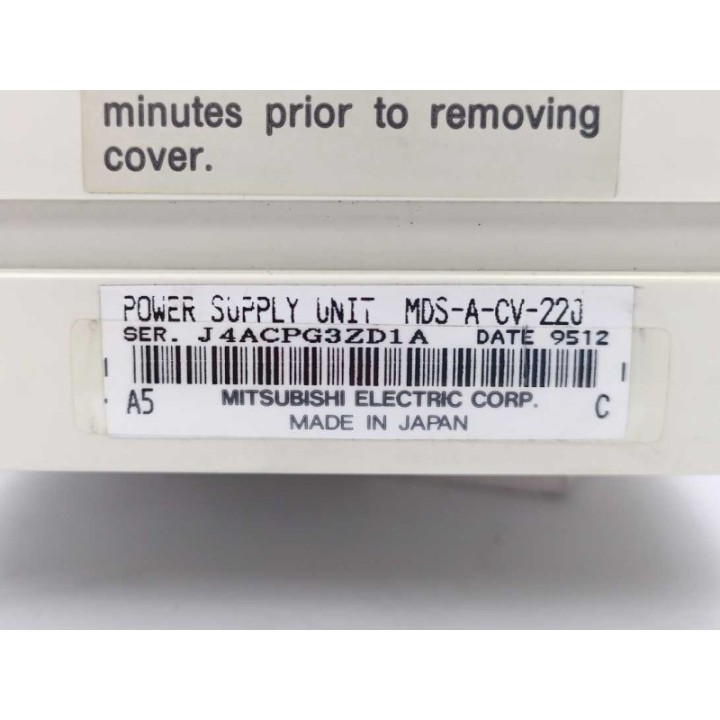 minutes prior to removing
cover.
POWER SUPPLY UNIT MDS-A-CV-220
SER. J4ACPG3ZD1A DATE 9512
A5 MITSUBISHI ELECTRIC CORP. C
MADE IN JAPAN